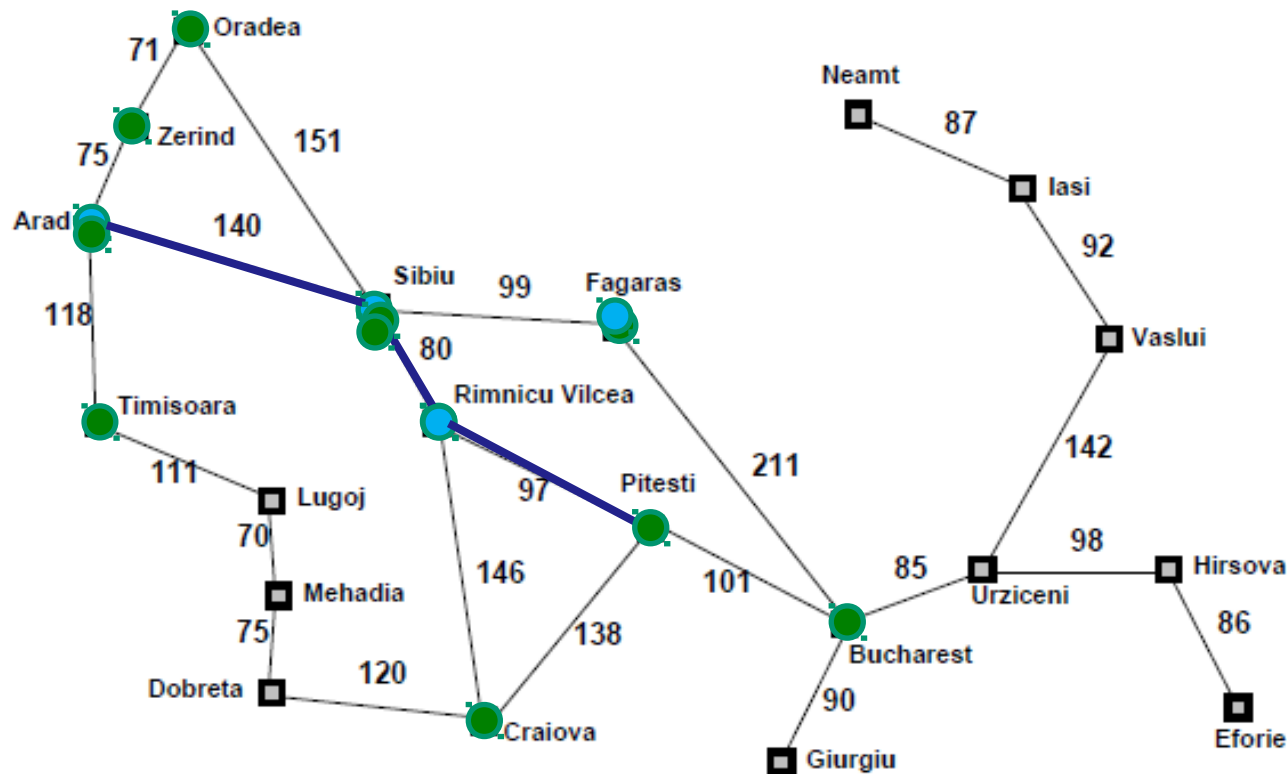 Oradea
71
Neamt
87
Zerind
75
151
Iasi
Arad
140
92
Sibiu
99
Fagaras
118
80
Vaslui
Rimnicu Vilcea
Timisoara
211
142
111
97
Pitesti
Lugoj
70
146
101
85
98
Hirsova
Mehadia
Urziceni
75
138
86
Bucharest
120
Dobreta
90
Craiova
Eforie
Giurgiu